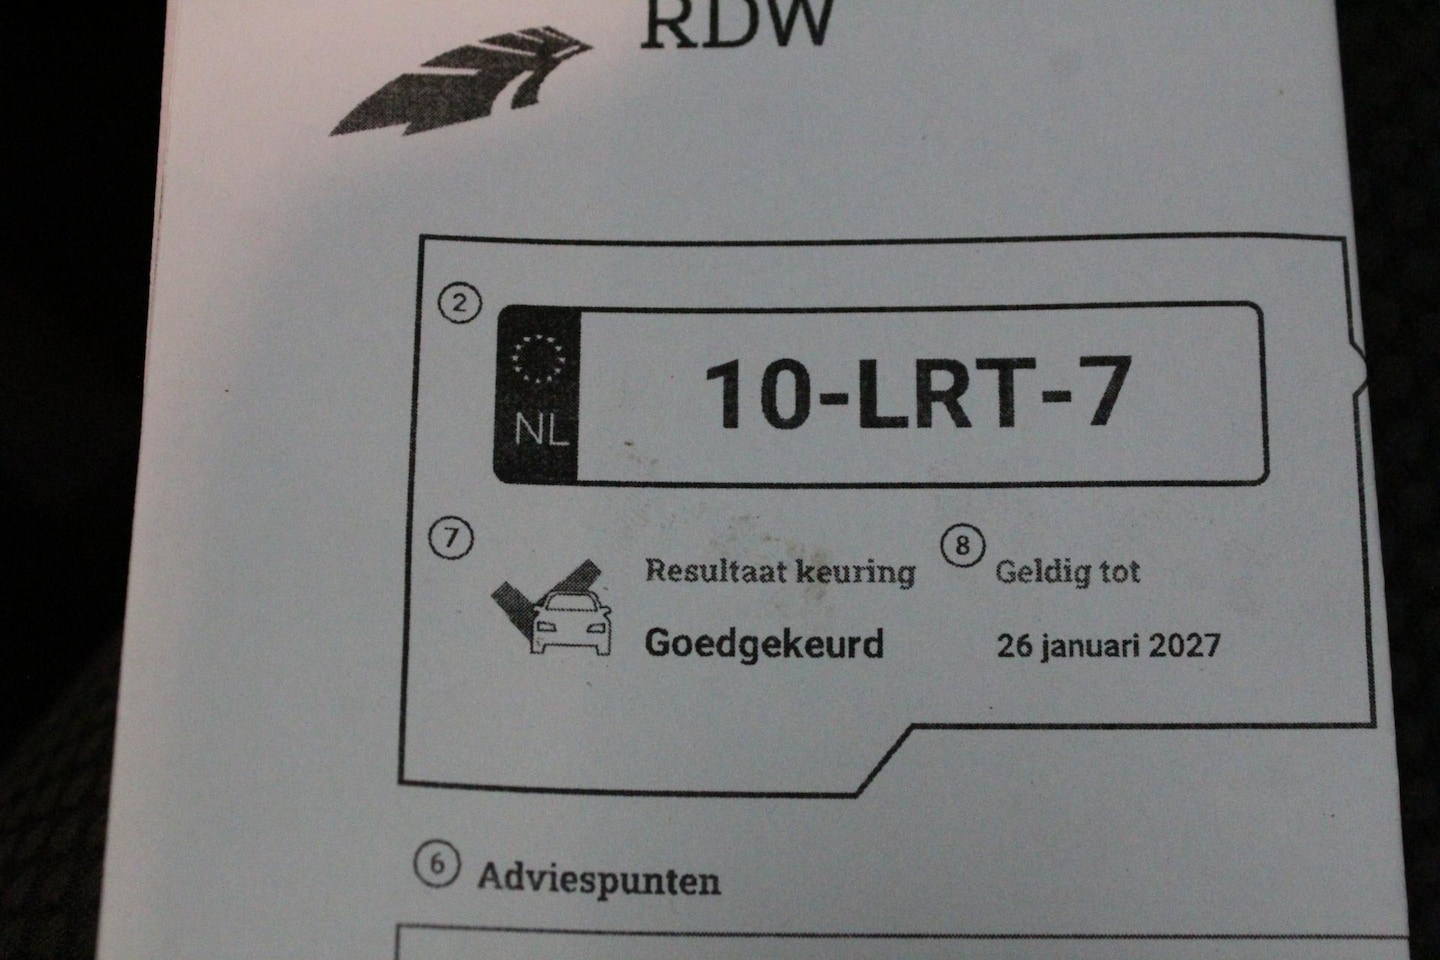 RDW
2
NL
10-LRT-7
7
Resultaat keuring
8
Geldig tot
Goedgekeurd
26 januari 2027
6
Adviespunten